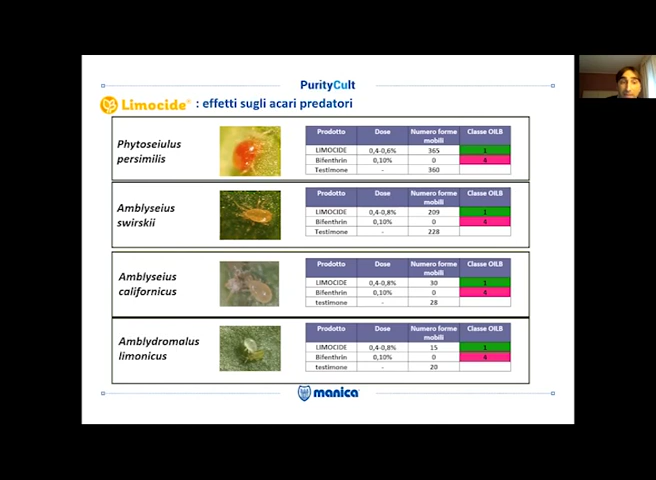 PurityCult
Limocide® : effetti sugli acari predatori
Phytoseiulus
persimilis
Prodotto Dose Numero forme mobili Classe OILB
LIMOCIDE 0,4-0,6% 365 1
Bifenthrin 0,10% 0 4
Testimone - 360
Amblyseius
swirskii
Prodotto Dose Numero forme mobili Classe OILB
LIMOCIDE 0,4-0,8% 209 1
Bifenthrin 0,10% 0 4
Testimone - 228
Amblyseius
californicus
Prodotto Dose Numero forme mobili Classe OILB
LIMOCIDE 0,4-0,8% 30 1
Bifenthrin 0,10% 0 4
testimone - 28
Amblydromalus
limonicus
Prodotto Dose Numero forme mobili Classe OILB
LIMOCIDE 0,4-0,8% 15 1
Bifenthrin 0,10% 0 4
testimone - 20
manica